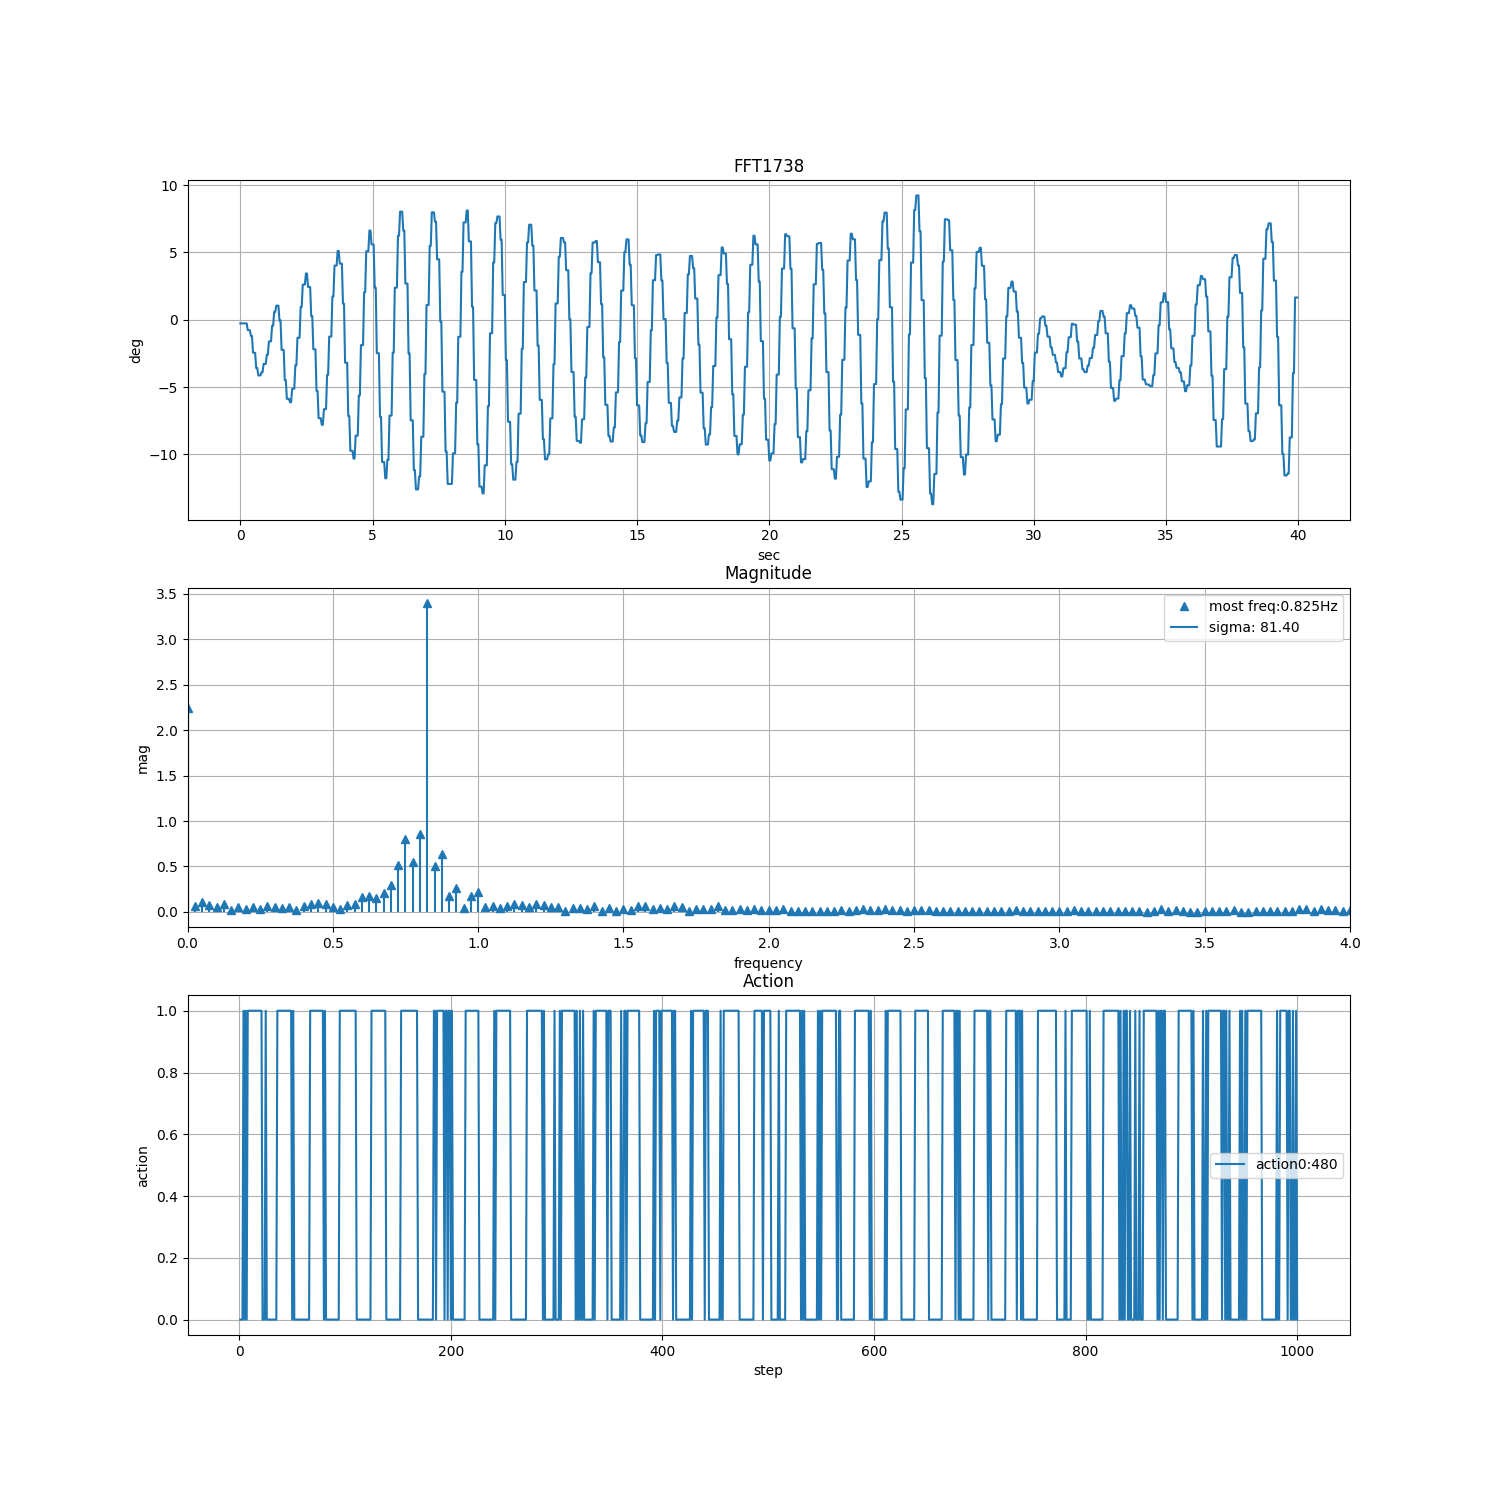 FFT1738
10
5
0
−5
−10
deg
0 5 10 15 20 25 30 35 40
sec
Magnitude
3.5
3.0
2.5
2.0
1.5
1.0
0.5
0.0
mag
most freq:0.825Hz
sigma: 81.40
0.0 0.5 1.0 1.5 2.0 2.5 3.0 3.5 4.0
frequency
Action
1.0
0.8
0.6
0.4
0.2
0.0
action
action0:480
0 200 400 600 800 1000
step